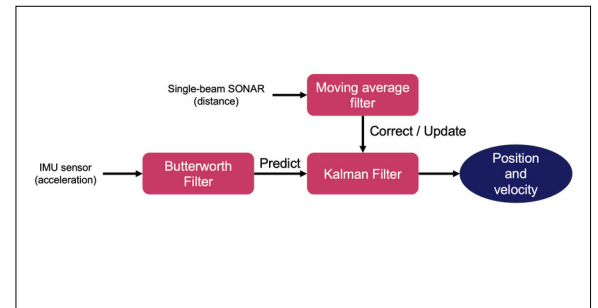 Single-beam SONAR
(distance)
Moving average
filter
Correct / Update
IMU sensor
(acceleration)
Butterworth
Filter
Predict
Kalman Filter
Position
and
velocity